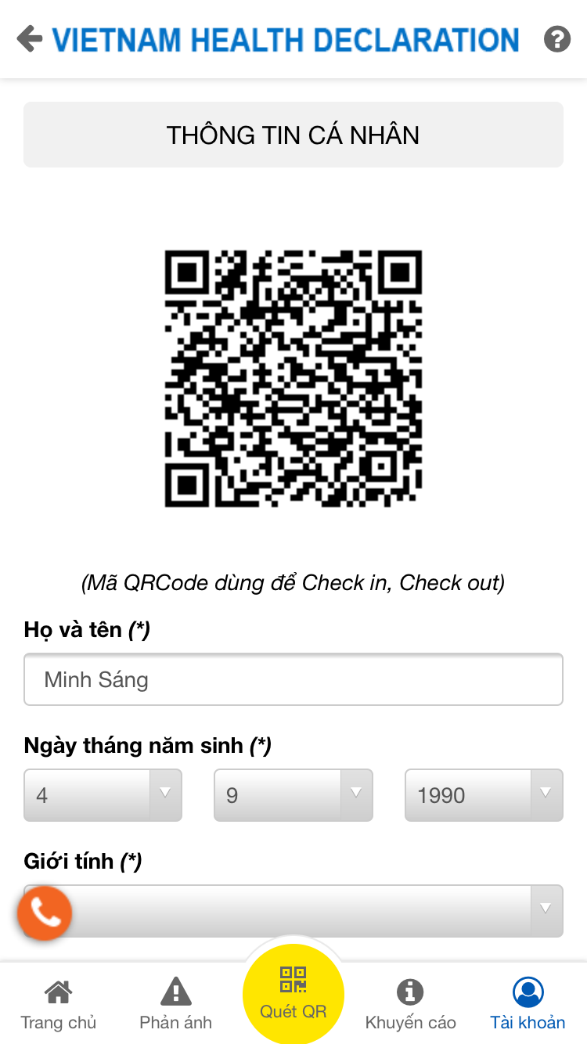 VIETNAM HEALTH DECLARATION
THÔNG TIN CÁ NHÂN
(Mã QRCode dùng để Check in, Check out)
Họ và tên (*)
Minh Sáng
Ngày tháng năm sinh (*)
4 9 1990
Giới tính (*)
Trang chủ Phản ánh Quét QR Khuyến cáo Tài khoản